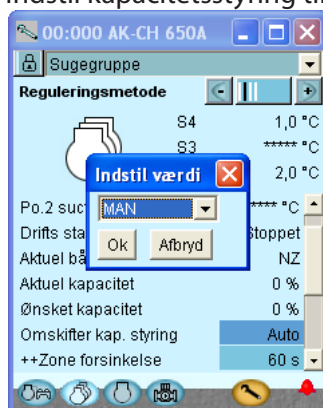 Indstil kapacitetsstyring til
00:000 AK-CH 650A
Sugegruppe
Reguleringsmetode
S4 1,0 °C
S3 ***** °C
2,0 °C
Indstil værdi
MAN
Ok Afbryd
Po.2 suc **** °C
Drifts sta Stoppet
Aktuel bå NZ
Aktuel kapacitet 0 %
Ønsket kapacitet 0 %
Omskifter kap. styring Auto
++Zone forsinkelse 60 s